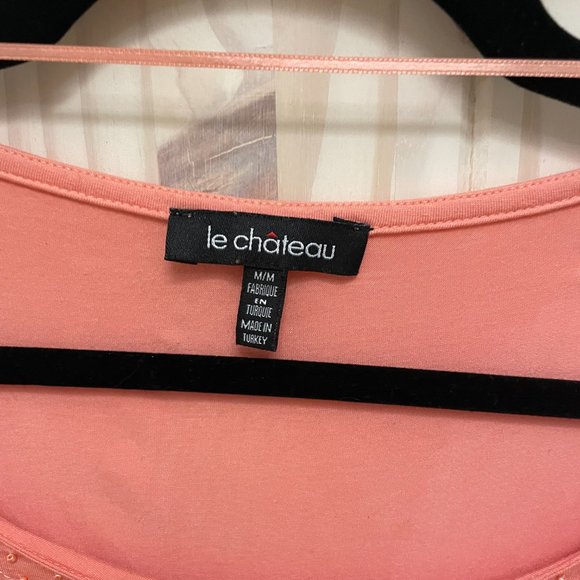 le château
M/M
FABRIQUE
EN
TURQUIE
MADE IN
TURKEY